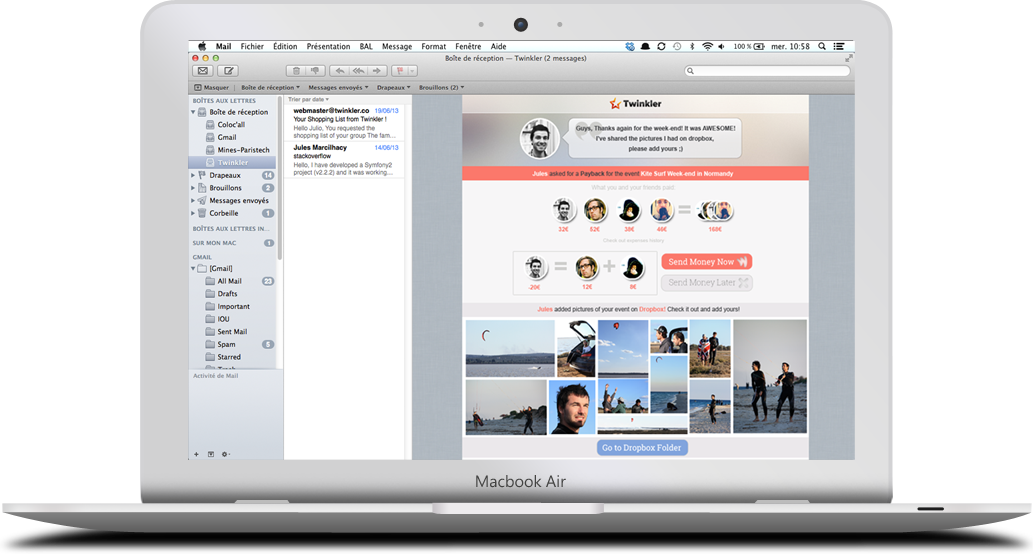 Mail Fichier Édition Présentation BAL Message Format Fenêtre Aide 100 % mer. 10:58
Boîte de réception — Twinkler (2 messages)
Masquer Boîte de réception Messages envoyés Drapeaux Brouillons (2)
BOÎTES AUX LETTRES
Boîte de réception
Coloc'all
Gmail
Mines-Paristech
Twinkler
Drapeaux 14
Brouillons 2
Messages envoyés
Corbeille 1
BOÎTES AUX LETTRES IN...
SUR MON MAC 1
GMAIL
[Gmail]
All Mail 23
Drafts
Important
IOU
Sent Mail
Spam 5
Starred
Trash
Activité de Mail
Trier par date
webmaster@twinkler.co 19/06/13
Your Shopping List from Twinkler !
Hello Julio, You requested the
shopping list of your group The fam...
Jules Marcilhacy 14/06/13
stackoverflow
Hello, I have developed a Symfony2
project (v2.2.2) and it was working...
Twinkler
Guys, Thanks again for the week-end! It was AWESOME!
I've shared the pictures I had on dropbox,
please add yours ;)
Jules asked for a Payback for the event Kite Surf Week-end in Normandy
What you and your friends paid:
32€ 52€ 38€ 46€ = 168€
Check out expenses history
-20€ = 12€ + 8€
Send Money Now
Send Money Later
Jules added pictures of your event on Dropbox! Check it out and add yours!
Go to Dropbox Folder
Macbook Air